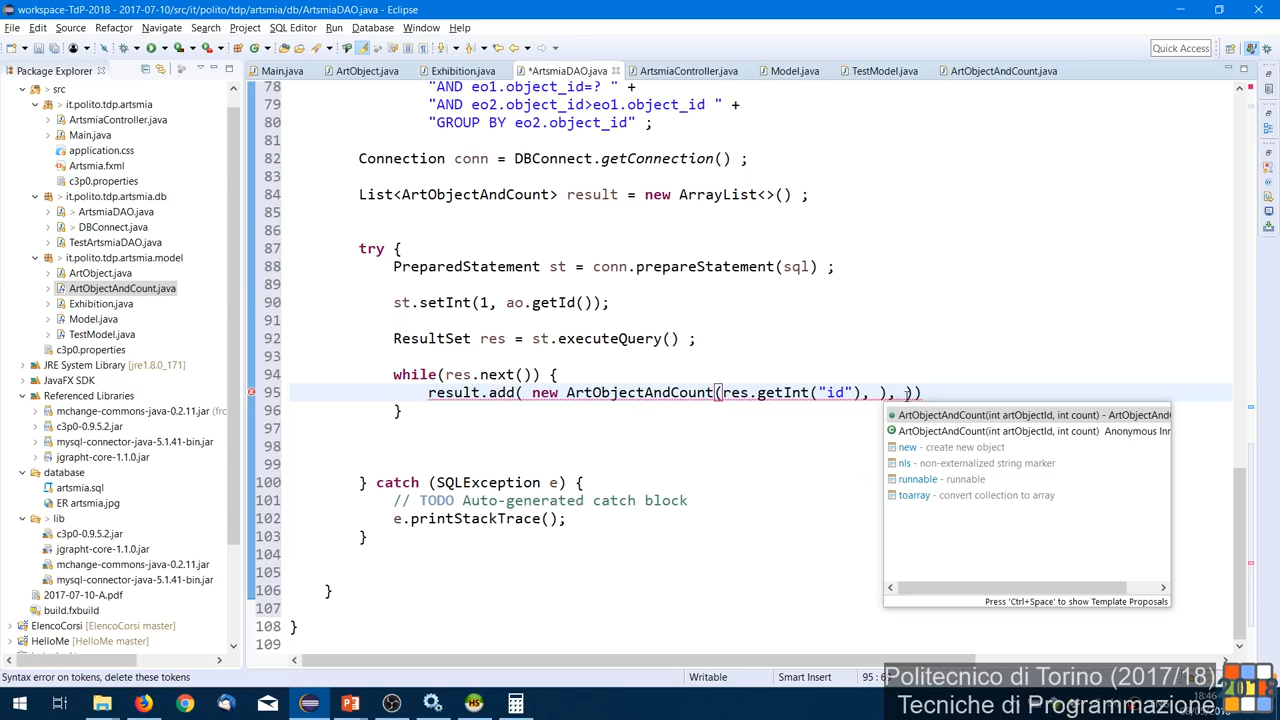 workspace-TdP-2018 - 2017-07-10/src/it/polito/tdp/artsmia/db/ArtsmiaDAO.java - Eclipse
File Edit Source Refactor Navigate Search Project SQL Editor Run Database Window Help
Quick Access
Package Explorer
Main.java ArtObject.java Exhibition.java *ArtsmiaDAO.java ArtsmiaController.java Model.java TestModel.java ArtObjectAndCount.java
src
it.polito.tdp.artsmia
ArtsmiaController.java
Main.java
application.css
Artsmia.fxml
c3p0.properties
it.polito.tdp.artsmia.db
> ArtsmiaDAO.java
> DBConnect.java
TestArtsmiaDAO.java
it.polito.tdp.artsmia.model
ArtObject.java
ArtObjectAndCount.java
Exhibition.java
Model.java
TestModel.java
c3p0.properties
JRE System Library [jre1.8.0_171]
JavaFX SDK
Referenced Libraries
mchange-commons-java-0.2.11.jar
c3p0-0.9.5.2.jar
mysql-connector-java-5.1.41-bin.jar
jgrapht-core-1.1.0.jar
database
artsmia.sql
ER artsmia.jpg
lib
c3p0-0.9.5.2.jar
jgrapht-core-1.1.0.jar
mchange-commons-java-0.2.11.jar
mysql-connector-java-5.1.41-bin.jar
2017-07-10-A.pdf
build.fxbuild
ElencoCorsi [ElencoCorsi master]
HelloMe [HelloMe master]
78 "AND eo1.object_id=? " +
79 "AND eo2.object_id>eo1.object_id " +
80 "GROUP BY eo2.object_id" ;
81
82 Connection conn = DBConnect.getConnection() ;
83
84 List<ArtObjectAndCount> result = new ArrayList<>() ;
85
86
87 try {
88 PreparedStatement st = conn.prepareStatement(sql) ;
89
90 st.setInt(1, ao.getId());
91
92 ResultSet res = st.executeQuery() ;
93
94 while(res.next()) {
95 result.add( new ArtObjectAndCount(res.getInt("id"), ), ))
96 }
97
98
99
100 } catch (SQLException e) {
101 // TODO Auto-generated catch block
102 e.printStackTrace();
103 }
104
105
106 }
107
108 }
109
ArtObjectAndCount(int artObjectId, int count) - ArtObjectAnd
ArtObjectAndCount(int artObjectId, int count) Anonymous Inn
new - create new object
nls - non-externalized string marker
runnable - runnable
toarray - convert collection to array
Press 'Ctrl+Space' to show Template Proposals
Syntax error on tokens, delete these tokens
Writable
Smart Insert
Politecnico di Torino (2017/18)
Tecniche di Programmazione
2018
18:46